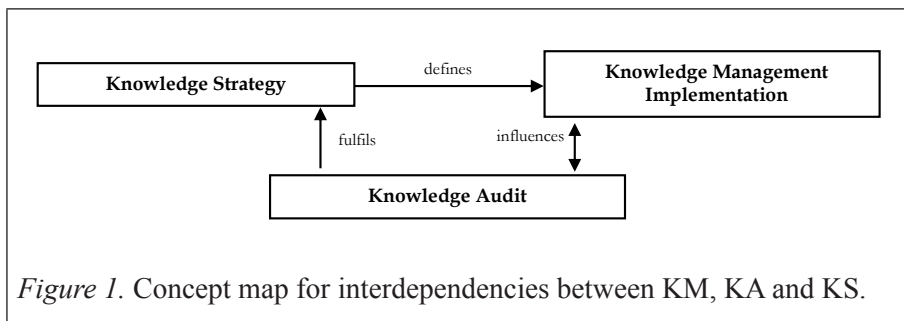 defines
Knowledge Strategy
Knowledge Management
Implementation
fulfils
influences
Knowledge Audit
Figure 1. Concept map for interdependencies between KM, KA and KS.